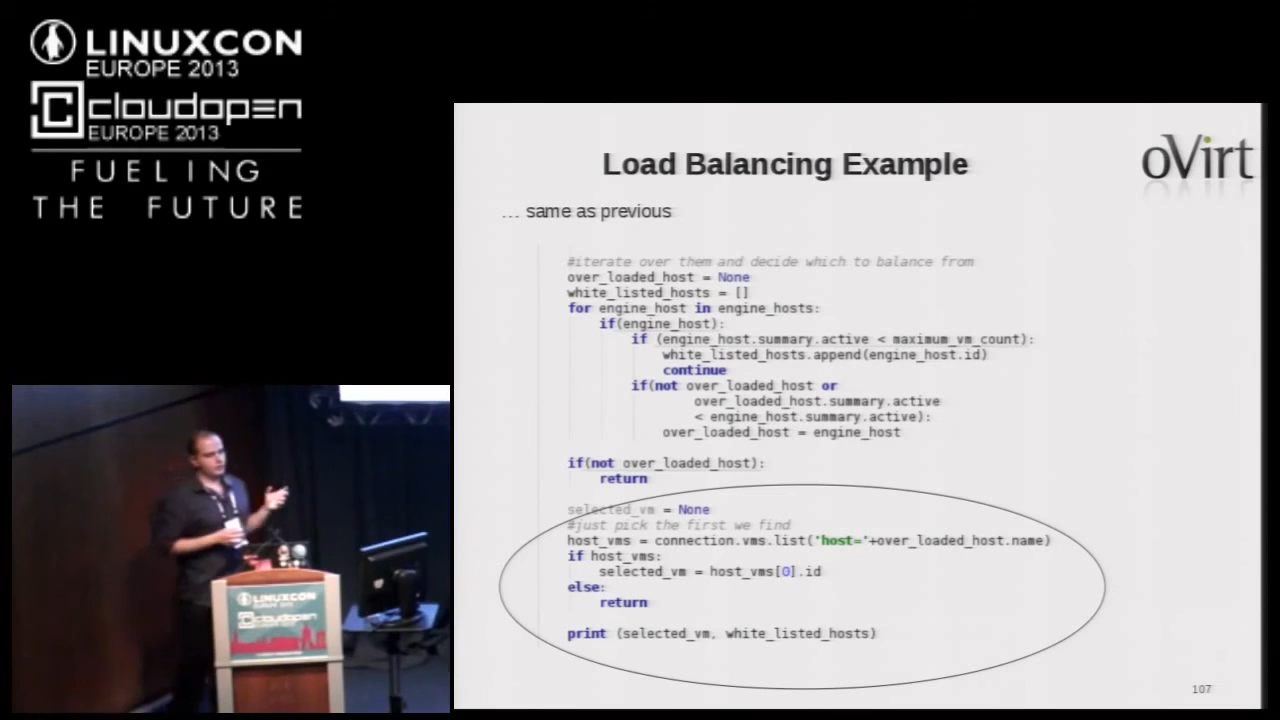 LINUXCON
EUROPE 2013
cloudopen
EUROPE 2013
FUELING
THE FUTURE
oVirt
Load Balancing Example
... same as previous
#iterate over them and decide which to balance from
over_loaded_host = None
white_listed_hosts = []
for engine_host in engine_hosts:
if(engine_host):
if (engine_host.summary.active < maximum_vm_count):
white_listed_hosts.append(engine_host.id)
continue
if(not over_loaded_host or
over_loaded_host.summary.active
< engine_host.summary.active):
over_loaded_host = engine_host
if(not over_loaded_host):
return
selected_vm = None
#just pick the first we find
host_vms = connection.vms.list('host='+over_loaded_host.name)
if host_vms:
selected_vm = host_vms[0].id
else:
return
print (selected_vm, white_listed_hosts)
107
LINUXCON
EUROPE 2013
cloudopen